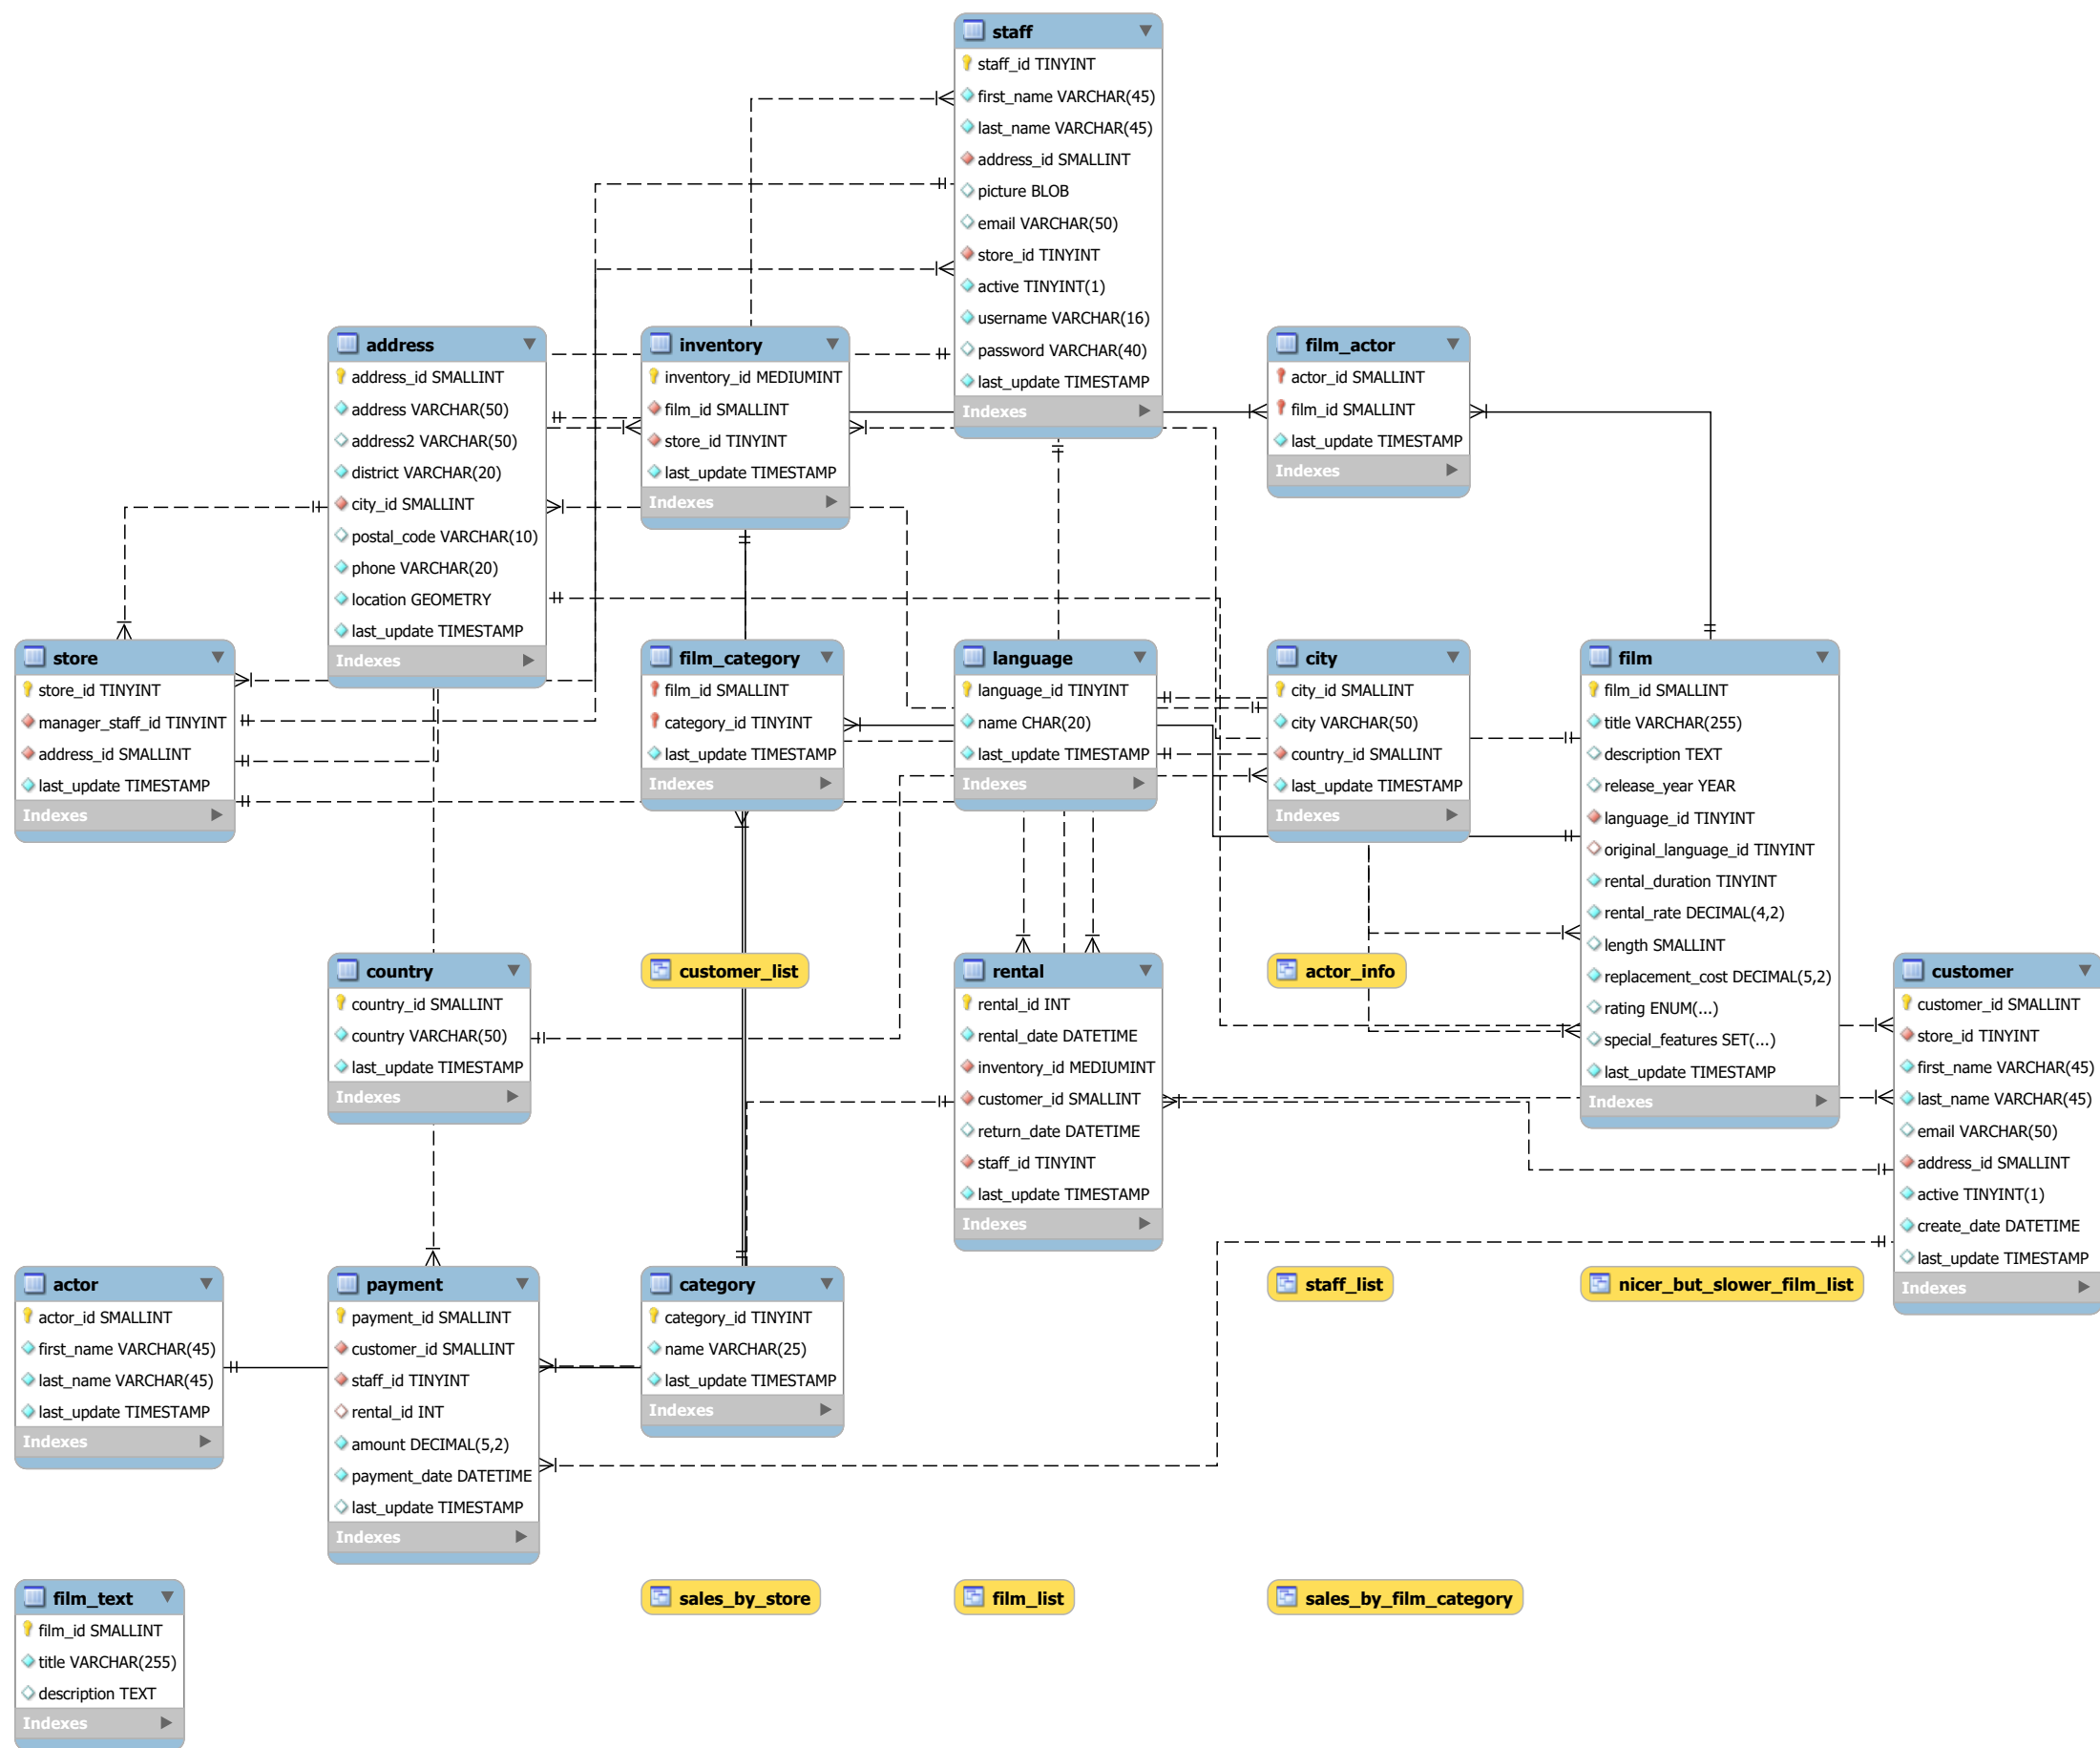 staff
staff_id TINYINT
first_name VARCHAR(45)
last_name VARCHAR(45)
address_id SMALLINT
picture BLOB
email VARCHAR(50)
store_id TINYINT
active TINYINT(1)
username VARCHAR(16)
password VARCHAR(40)
last_update TIMESTAMP
Indexes
address
address_id SMALLINT
address VARCHAR(50)
address2 VARCHAR(50)
district VARCHAR(20)
city_id SMALLINT
postal_code VARCHAR(10)
phone VARCHAR(20)
location GEOMETRY
last_update TIMESTAMP
Indexes
inventory
inventory_id MEDIUMINT
film_id SMALLINT
store_id TINYINT
last_update TIMESTAMP
Indexes
film_actor
actor_id SMALLINT
film_id SMALLINT
last_update TIMESTAMP
Indexes
store
store_id TINYINT
manager_staff_id TINYINT
address_id SMALLINT
last_update TIMESTAMP
Indexes
film_category
film_id SMALLINT
category_id TINYINT
last_update TIMESTAMP
Indexes
language
language_id TINYINT
name CHAR(20)
last_update TIMESTAMP
Indexes
city
city_id SMALLINT
city VARCHAR(50)
country_id SMALLINT
last_update TIMESTAMP
Indexes
film
film_id SMALLINT
title VARCHAR(255)
description TEXT
release_year YEAR
language_id TINYINT
original_language_id TINYINT
rental_duration TINYINT
rental_rate DECIMAL(4,2)
length SMALLINT
replacement_cost DECIMAL(5,2)
rating ENUM(...)
special_features SET(...)
last_update TIMESTAMP
Indexes
country
country_id SMALLINT
country VARCHAR(50)
last_update TIMESTAMP
Indexes
customer_list
rental
rental_id INT
rental_date DATETIME
inventory_id MEDIUMINT
customer_id SMALLINT
return_date DATETIME
staff_id TINYINT
last_update TIMESTAMP
Indexes
actor_info
customer
customer_id SMALLINT
store_id TINYINT
first_name VARCHAR(45)
last_name VARCHAR(45)
email VARCHAR(50)
address_id SMALLINT
active TINYINT(1)
create_date DATETIME
last_update TIMESTAMP
Indexes
actor
actor_id SMALLINT
first_name VARCHAR(45)
last_name VARCHAR(45)
last_update TIMESTAMP
Indexes
payment
payment_id SMALLINT
customer_id SMALLINT
staff_id TINYINT
rental_id INT
amount DECIMAL(5,2)
payment_date DATETIME
last_update TIMESTAMP
Indexes
category
category_id TINYINT
name VARCHAR(25)
last_update TIMESTAMP
Indexes
staff_list
nicer_but_slower_film_list
film_text
film_id SMALLINT
title VARCHAR(255)
description TEXT
Indexes
sales_by_store
film_list
sales_by_film_category